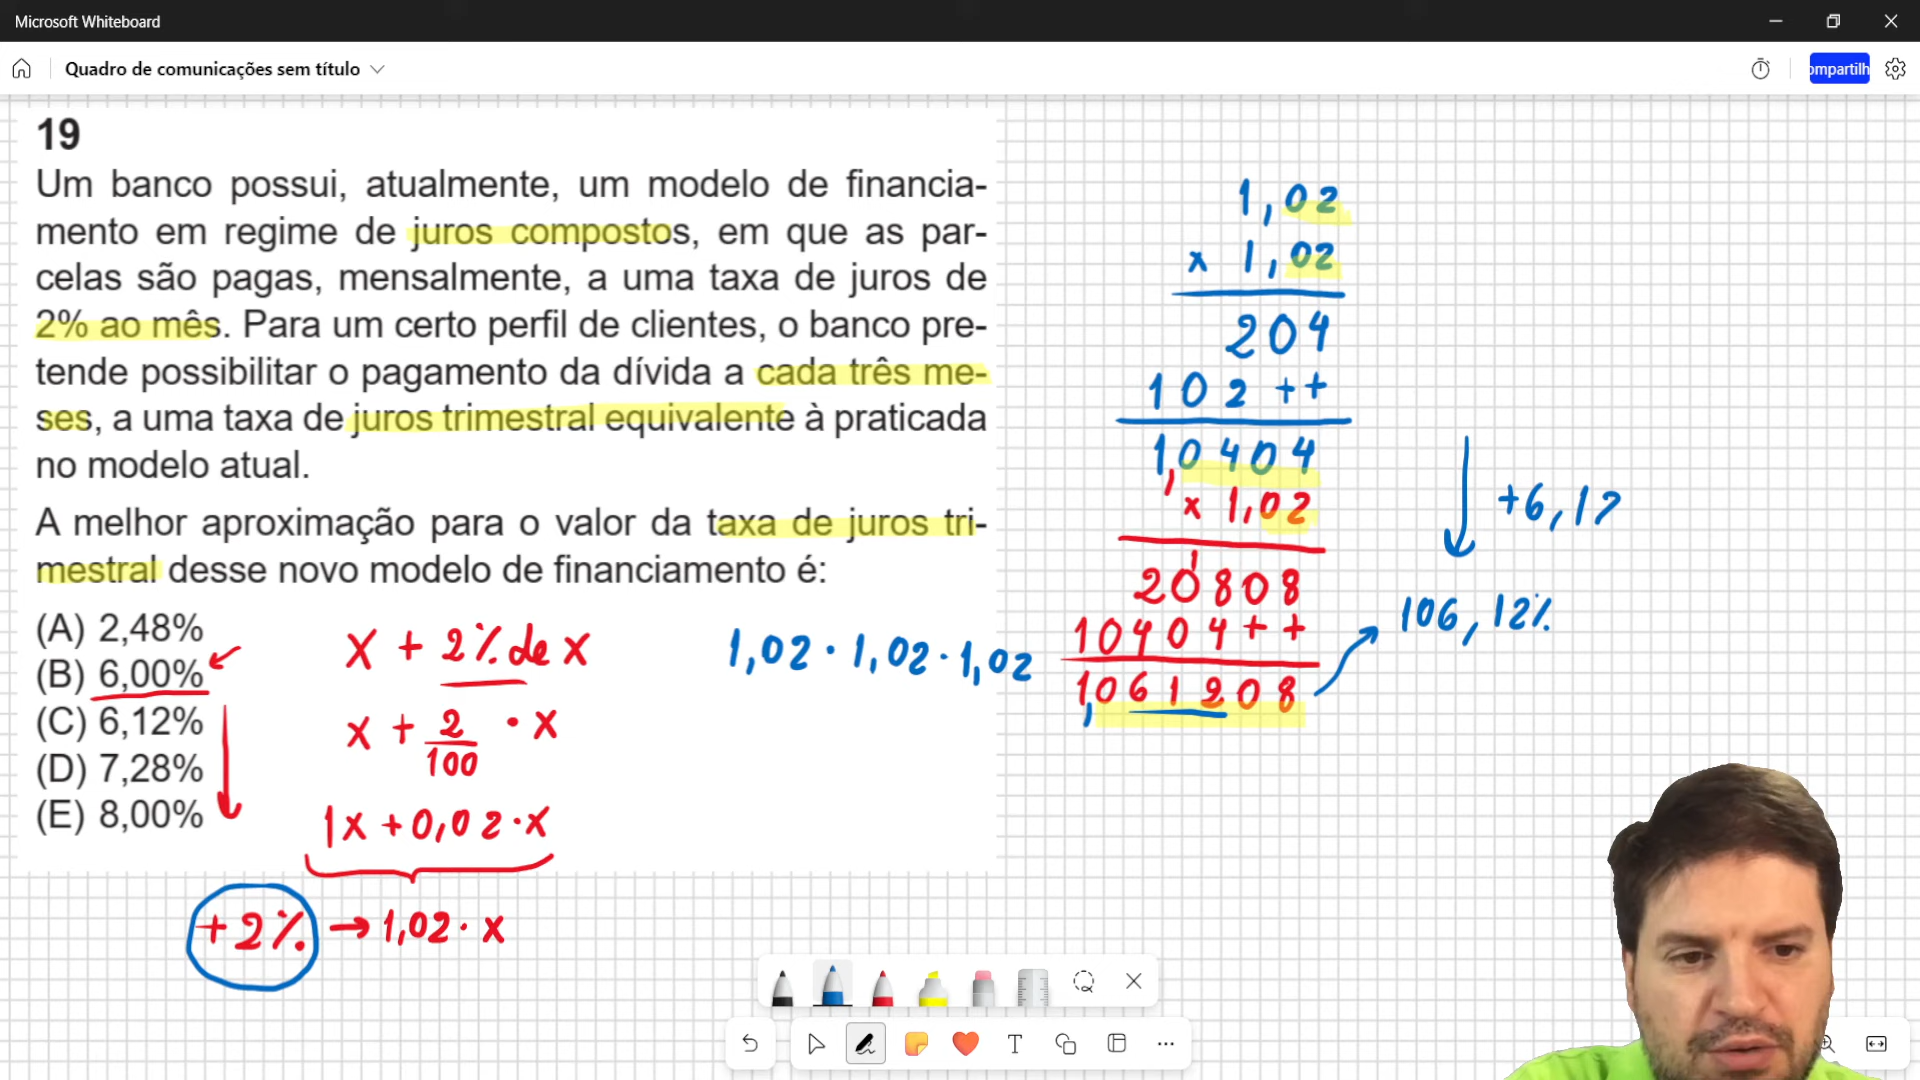 Microsoft Whiteboard
Quadro de comunicações sem título
ompartilh
19
Um banco possui, atualmente, um modelo de financia-
mento em regime de juros compostos, em que as par-
celas são pagas, mensalmente, a uma taxa de juros de
2% ao mês. Para um certo perfil de clientes, o banco pre-
tende possibilitar o pagamento da dívida a cada três me-
ses, a uma taxa de juros trimestral equivalente à praticada
no modelo atual.
A melhor aproximação para o valor da taxa de juros tri-
mestral desse novo modelo de financiamento é:
(A) 2,48%
(B) 6,00%
(C) 6,12%
(D) 7,28%
(E) 8,00%
x + 2% de x
x + 2/100 · x
1x + 0,02 · x
+2% → 1,02 · x
1,02 · 1,02 · 1,02
1,02
x 1,02
204
102++
1,0404
x 1,02
1
20808
10404++
1,061208
+6,12
106,12%
T